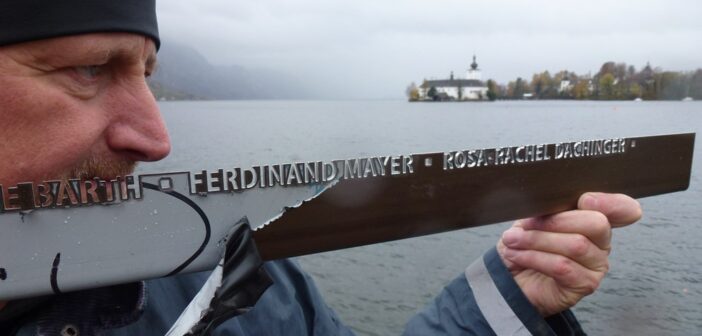 E BARTH ▪ FERDINAND MAYER ▪ ROSA-RACHEL DACHINGER ▪